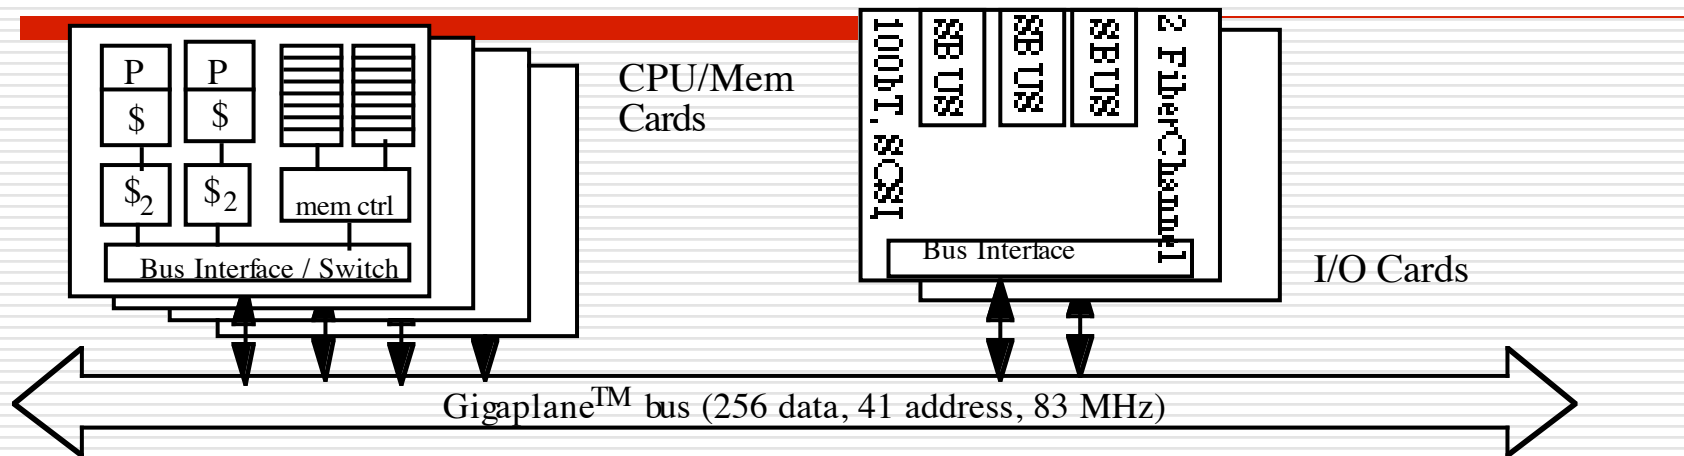 P P
$ $
$2 $2
mem ctrl
Bus Interface / Switch
CPU/Mem
Cards
100bT, SCSI
SBUS
SBUS
SBUS
2 FiberChannel
Bus Interface
I/O Cards
Gigaplane™ bus (256 data, 41 address, 83 MHz)